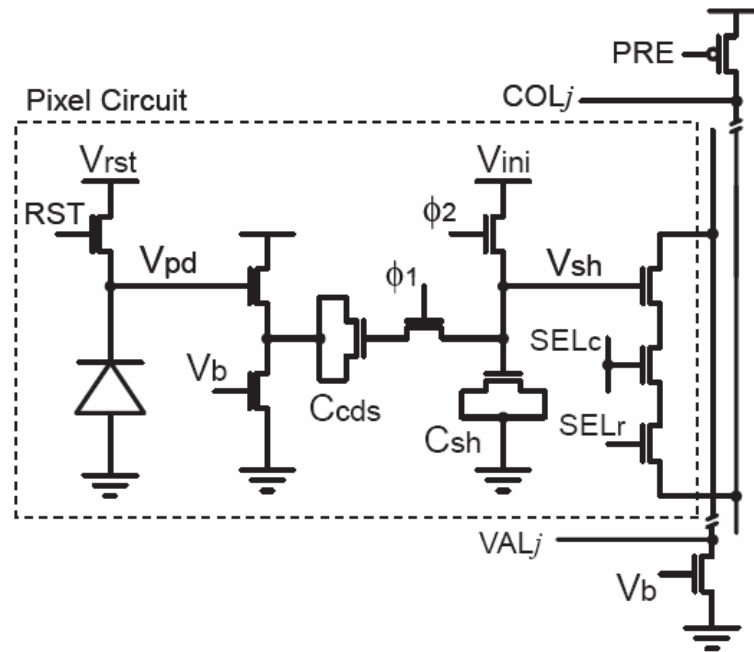 PRE
COLj
Pixel Circuit
Vrst
Vini
RST
ϕ2
Vpd
ϕ1
Vsh
Vb
SELc
Ccds
Csh
SELr
VALj
Vb